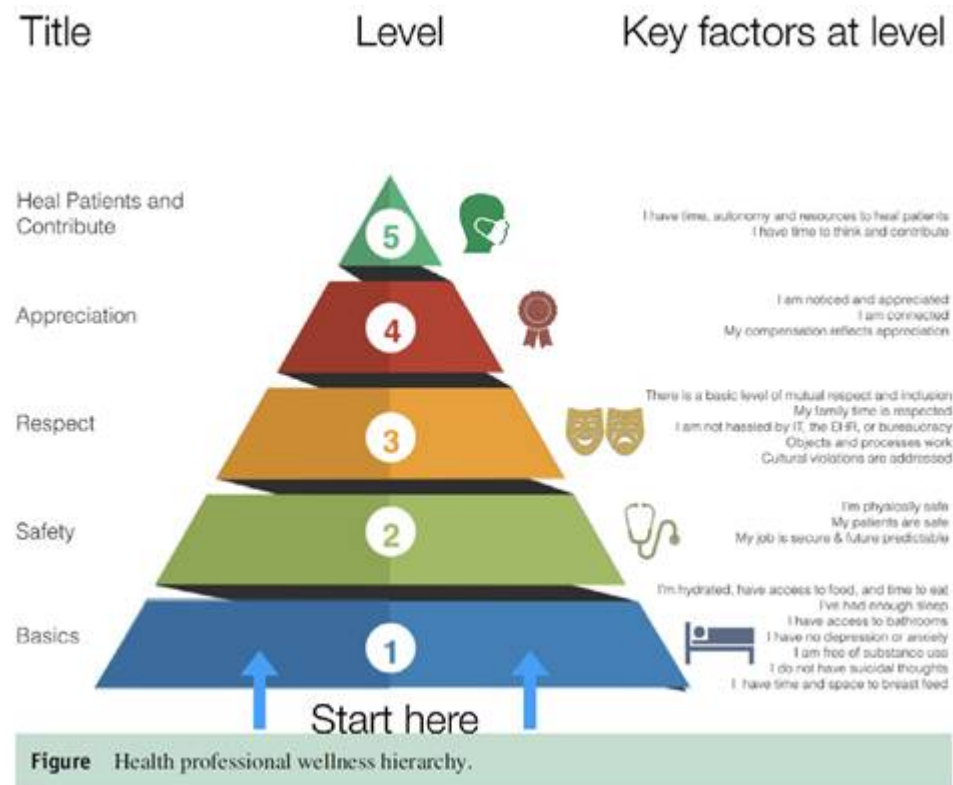 Title Level Key factors at level
Heal Patients and
Contribute
5
I have time, autonomy and resources to heal patients
I have time to think and contribute
Appreciation
4
I am noticed and appreciated
I am connected
My compensation reflects appreciation
Respect
3
There is a basic level of mutual respect and inclusion
My family time is respected
I am not hassled by IT, the EHR, or bureaucracy
Objects and processes work
Cultural violations are addressed
Safety
2
I'm physically safe
My patients are safe
My job is secure & future predictable
Basics
1
I'm hydrated, have access to food, and time to eat
I've had enough sleep
I have access to bathrooms
I have no depression or anxiety
I am free of substance use
I do not have suicidal thoughts
I have time and space to breast feed
Start here
Figure Health professional wellness hierarchy.